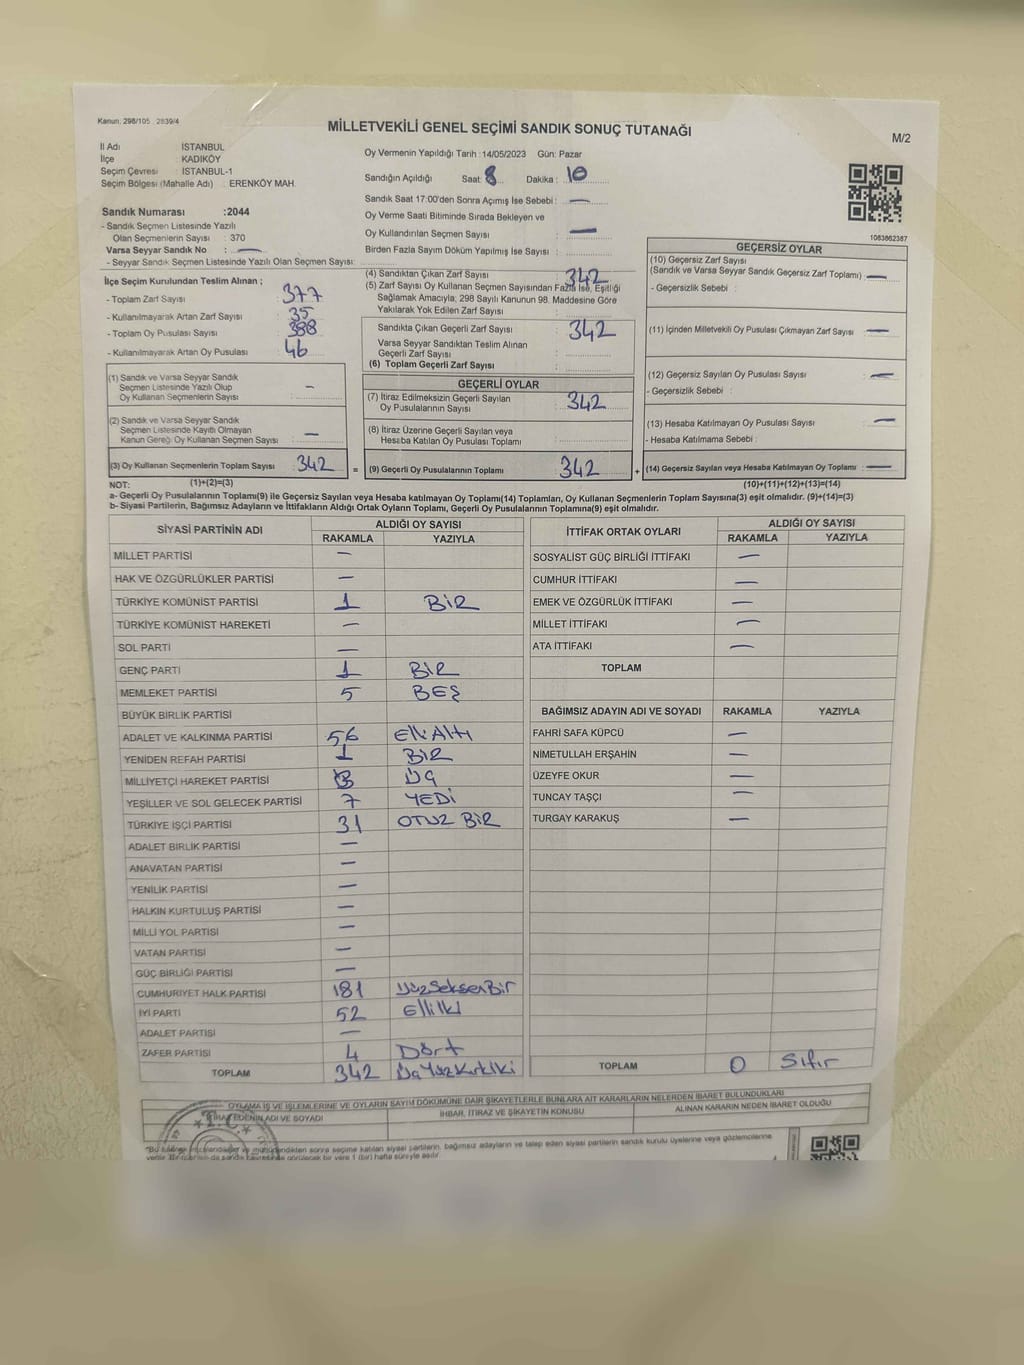 Kanun: 298/105 2839/4
MİLLETVEKİLİ GENEL SEÇİMİ SANDIK SONUÇ TUTANAĞI
M/2
İl Adı : İSTANBUL
İlçe : KADIKÖY
Seçim Çevresi : İSTANBUL-1
Seçim Bölgesi (Mahalle Adı) : ERENKÖY MAH.
Sandık Numarası :2044
- Sandık Seçmen Listesinde Yazılı
Olan Seçmenlerin Sayısı : 370
Varsa Seyyar Sandık No : —
- Seyyar Sandık Seçmen Listesinde Yazılı Olan Seçmen Sayısı:
Oy Vermenin Yapıldığı Tarih :14/05/2023 Gün: Pazar
Sandığın Açıldığı Saat: 8 Dakika : 10
Sandık Saat 17:00'den Sonra Açımış İse Sebebi : —
Oy Verme Saati Bitiminde Sırada Bekleyen ve
Oy Kullandırılan Seçmen Sayısı : —
Birden Fazla Sayım Döküm Yapılmış İse Sayısı :
1083862387
İlçe Seçim Kurulundan Teslim Alınan ;
- Toplam Zarf Sayısı : 377
- Kullanılmayarak Artan Zarf Sayısı : 35
- Toplam Oy Pusulası Sayısı : 388
- Kullanılmayarak Artan Oy Pusulası : 46
(1) Sandık ve Varsa Seyyar Sandık
Seçmen Listesinde Yazılı Olup
Oy Kullanan Seçmenlerin Sayısı : —
(2) Sandık ve Varsa Seyyar Sandık
Seçmen Listesinde Kayıtlı Olmayan
Kanun Gereği Oy Kullanan Seçmen Sayısı : —
(3) Oy Kullanan Seçmenlerin Toplam Sayısı : 342 =
(1)+(2)=(3)
(4) Sandıktan Çıkan Zarf Sayısı : 342
(5) Zarf Sayısı Oy Kullanan Seçmen Sayısından Fazla İse, Eşitliği
Sağlamak Amacıyla; 298 Sayılı Kanunun 98. Maddesine Göre
Yakılarak Yok Edilen Zarf Sayısı :
Sandıkta Çıkan Geçerli Zarf Sayısı : 342
Varsa Seyyar Sandıktan Teslim Alınan
Geçerli Zarf Sayısı :
(6) Toplam Geçerli Zarf Sayısı :
GEÇERLİ OYLAR
(7) İtiraz Edilmeksizin Geçerli Sayılan
Oy Pusulalarının Sayısı : 342
(8) İtiraz Üzerine Geçerli Sayılan veya
Hesaba Katılan Oy Pusulası Toplamı :
(9) Geçerli Oy Pusulalarının Toplamı : 342 +
GEÇERSİZ OYLAR
(10) Geçersiz Zarf Sayısı
(Sandık ve Varsa Seyyar Sandık Geçersiz Zarf Toplamı) : —
- Geçersizlik Sebebi :
(11) İçinden Milletvekili Oy Pusulası Çıkmayan Zarf Sayısı : —
(12) Geçersiz Sayılan Oy Pusulası Sayısı : —
- Geçersizlik Sebebi :
(13) Hesaba Katılmayan Oy Pusulası Sayısı : —
- Hesaba Katılmama Sebebi :
(14) Geçersiz Sayılan veya Hesaba Katılmayan Oy Toplamı : —
(10)+(11)+(12)+(13)=(14)
NOT:
a- Geçerli Oy Pusulalarının Toplamı(9) ile Geçersiz Sayılan veya Hesaba katılmayan Oy Toplamı(14) Toplamları, Oy Kullanan Seçmenlerin Toplam Sayısına(3) eşit olmalıdır. (9)+(14)=(3)
b- Siyasi Partilerin, Bağımsız Adayların ve İttifakların Aldığı Ortak Oyların Toplamı, Geçerli Oy Pusulalarının Toplamına(9) eşit olmalıdır.
SİYASİ PARTİNİN ADI ALDIĞI OY SAYISI
RAKAMLA YAZIYLA
MİLLET PARTİSİ —
HAK VE ÖZGÜRLÜKLER PARTİSİ —
TÜRKİYE KOMÜNİST PARTİSİ 1 BİR
TÜRKİYE KOMÜNİST HAREKETİ —
SOL PARTİ —
GENÇ PARTİ 1 BİR
MEMLEKET PARTİSİ 5 BEŞ
BÜYÜK BİRLİK PARTİSİ
ADALET VE KALKINMA PARTİSİ 56 Elli Altı
YENİDEN REFAH PARTİSİ 1 BİR
MİLLİYETÇİ HAREKET PARTİSİ 3 ÜÇ
YEŞİLLER VE SOL GELECEK PARTİSİ 7 YEDİ
TÜRKİYE İŞÇİ PARTİSİ 31 OTUZ BİR
ADALET BİRLİK PARTİSİ —
ANAVATAN PARTİSİ —
YENİLİK PARTİSİ —
HALKIN KURTULUŞ PARTİSİ —
MİLLİ YOL PARTİSİ —
VATAN PARTİSİ —
GÜÇ BİRLİĞİ PARTİSİ —
CUMHURİYET HALK PARTİSİ 181 YüzSeksenBir
İYİ PARTİ 52 Elliİki
ADALET PARTİSİ —
ZAFER PARTİSİ 4 Dört
TOPLAM 342 ÜçYüzKırkİki
İTTİFAK ORTAK OYLARI ALDIĞI OY SAYISI
RAKAMLA YAZIYLA
SOSYALİST GÜÇ BİRLİĞİ İTTİFAKI —
CUMHUR İTTİFAKI —
EMEK VE ÖZGÜRLÜK İTTİFAKI —
MİLLET İTTİFAKI —
ATA İTTİFAKI —
TOPLAM
BAĞIMSIZ ADAYIN ADI VE SOYADI RAKAMLA YAZIYLA
FAHRİ SAFA KÜPCÜ —
NİMETULLAH ERŞAHİN —
ÜZEYFE OKUR —
TUNCAY TAŞÇI —
TURGAY KARAKUŞ —
TOPLAM 0 Sıfır
OYLAMA İŞ VE İŞLEMLERİNE VE OYLARIN SAYIM DÖKÜMÜNE DAİR ŞİKAYETLERLE BUNLARA AİT KARARLARIN NELERDEN İBARET BULUNDUKLARI
İTİRAZ EDENİN ADI VE SOYADI İHBAR, İTİRAZ VE ŞİKAYETİN KONUSU ALINAN KARARIN NEDEN İBARET OLDUĞU
T.C.
sonra seçime katılan siyasi partilerin, bağımsız adayların ve talep eden siyasi partilerin sandık kurulu üyelerine veya gözlemcilerine